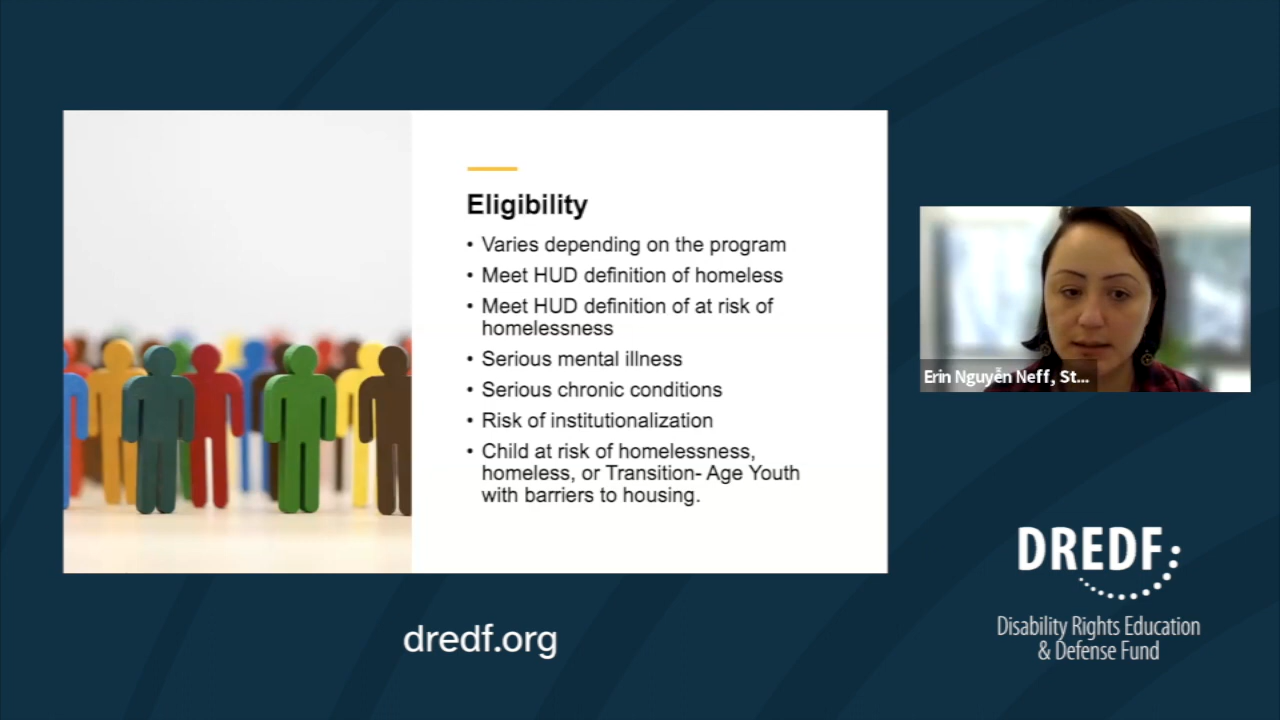 Eligibility
• Varies depending on the program
• Meet HUD definition of homeless
• Meet HUD definition of at risk of
homelessness
• Serious mental illness
• Serious chronic conditions
• Risk of institutionalization
• Child at risk of homelessness,
homeless, or Transition- Age Youth
with barriers to housing.
Erin Nguyễn Neff, St...
DREDF
Disability Rights Education
& Defense Fund
dredf.org